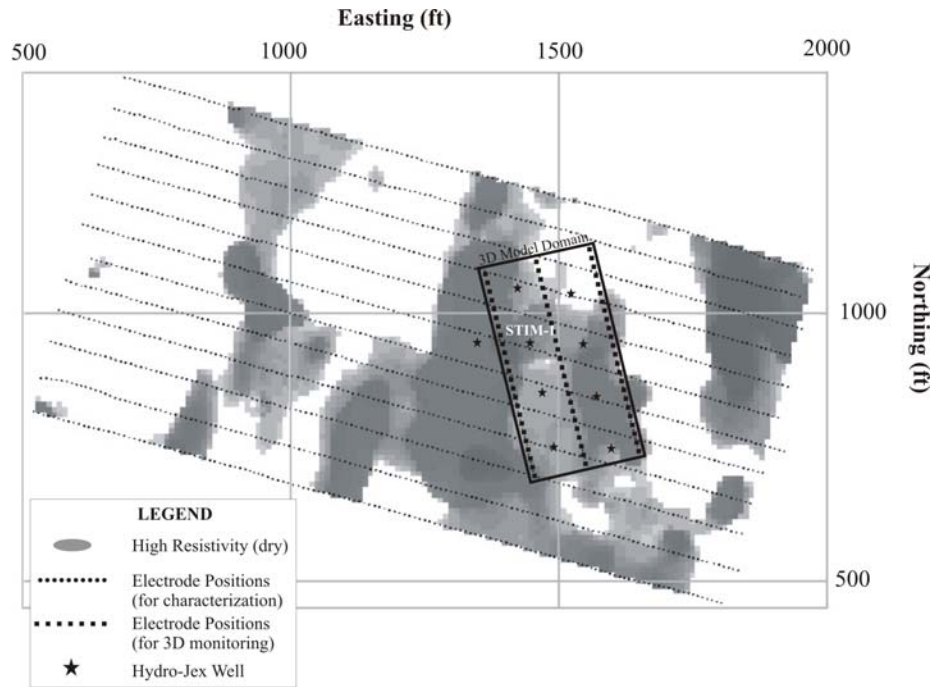 Easting (ft)
500 1000 1500 2000
3D Model Domain
STIM-1
1000
Northing (ft)
500
LEGEND
High Resistivity (dry)
Electrode Positions
(for characterization)
Electrode Positions
(for 3D monitoring)
Hydro-Jex Well